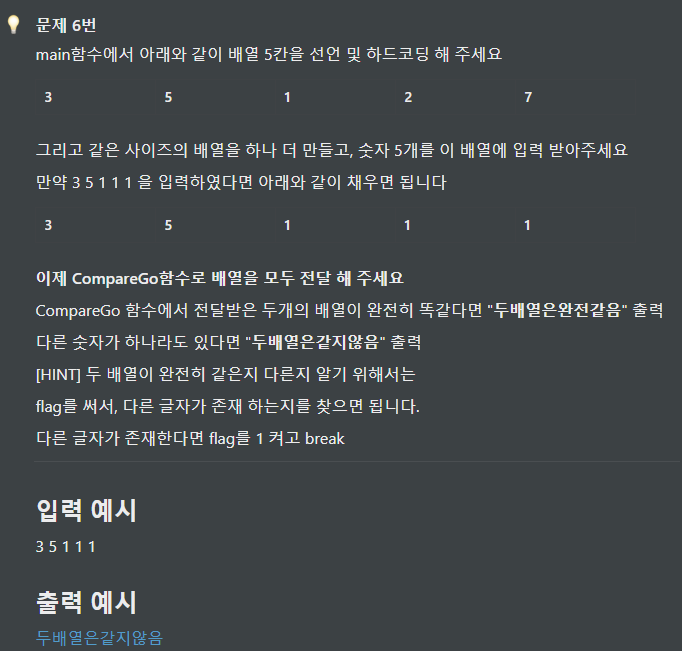 문제 6번
main함수에서 아래와 같이 배열 5칸을 선언 및 하드코딩 해 주세요
3 5 1 2 7
그리고 같은 사이즈의 배열을 하나 더 만들고, 숫자 5개를 이 배열에 입력 받아주세요
만약 3 5 1 1 1 을 입력하였다면 아래와 같이 채우면 됩니다
3 5 1 1 1
이제 CompareGo함수로 배열을 모두 전달 해 주세요
CompareGo 함수에서 전달받은 두개의 배열이 완전히 똑같다면 "두배열은완전같음" 출력
다른 숫자가 하나라도 있다면 "두배열은같지않음" 출력
[HINT] 두 배열이 완전히 같은지 다른지 알기 위해서는
flag를 써서, 다른 글자가 존재 하는지를 찾으면 됩니다.
다른 글자가 존재한다면 flag를 1 켜고 break
입력 예시
3 5 1 1 1
출력 예시
두배열은같지않음